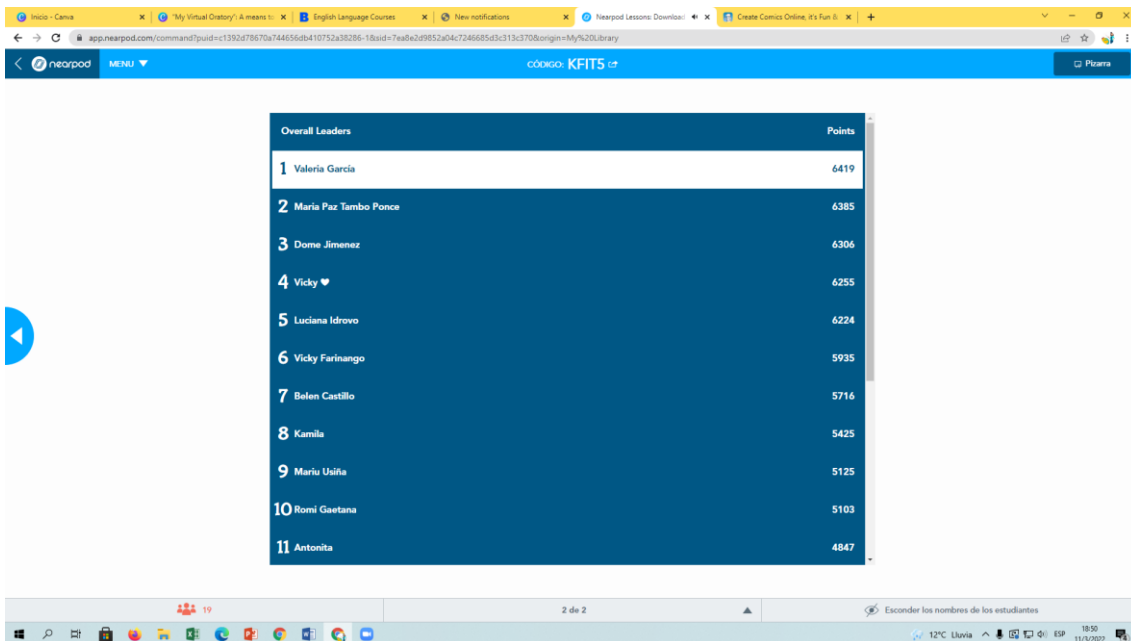 Inicio - Canva
"My Virtual Oratory": A means to
English Language Courses
New notifications
Nearpod Lessons: Download
Create Comics Online, it's Fun &
app.nearpod.com/command?puid=c1392d78670a744656db410752a38286-1&sid=7ea8e2d9852a04c7246685d3c313c370&origin=My%20Library
nearpod MENU CÓDIGO: KFIT5 Pizarra
Overall Leaders Points
1 Valeria García 6419
2 Maria Paz Tambo Ponce 6385
3 Dome Jimenez 6306
4 Vicky ♥ 6255
5 Luciana Idrovo 6224
6 Vicky Farinango 5935
7 Belen Castillo 5716
8 Kamila 5425
9 Mariu Usiña 5125
10 Romi Gaetana 5103
11 Antonita 4847
19 2 de 2 Esconder los nombres de los estudiantes
12°C Lluvia ESP 18:50
11/3/2022